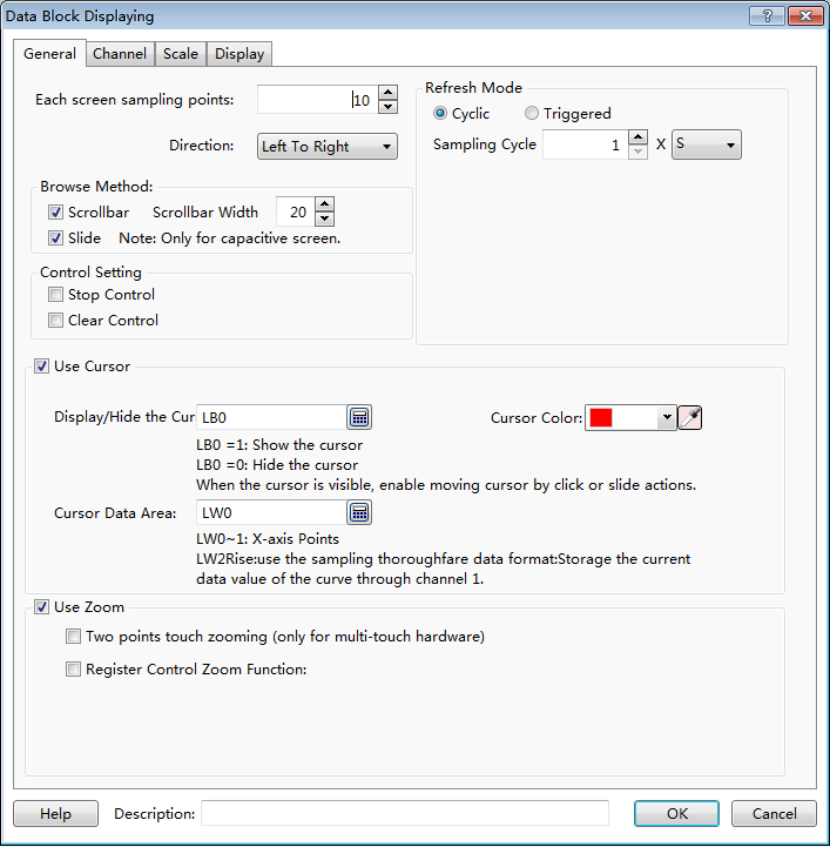 Data Block Displaying
General Channel Scale Display
Each screen sampling points: 10
Direction: Left To Right
Refresh Mode
Cyclic Triggered
Sampling Cycle 1 X S
Browse Method:
Scrollbar Scrollbar Width 20
Slide Note: Only for capacitive screen.
Control Setting
Stop Control
Clear Control
Use Cursor
Display/Hide the Cur LB0 Cursor Color:
LB0 =1: Show the cursor
LB0 =0: Hide the cursor
When the cursor is visible, enable moving cursor by click or slide actions.
Cursor Data Area: LW0
LW0~1: X-axis Points
LW2Rise:use the sampling thoroughfare data format:Storage the current
data value of the curve through channel 1.
Use Zoom
Two points touch zooming (only for multi-touch hardware)
Register Control Zoom Function:
Help Description: OK Cancel